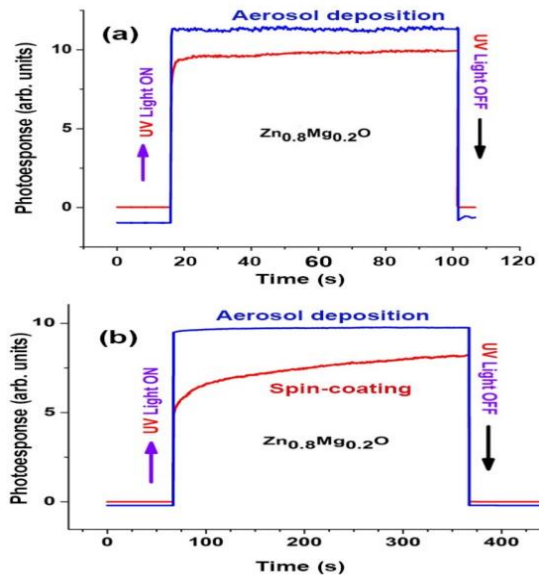 (a)
Aerosol deposition
UV Light ON
UV Light OFF
Zn0.8Mg0.2O
Photoesponse (arb. units)
10
5
0
0
20
40
60
80
100
120
Time (s)
(b)
Aerosol deposition
Spin-coating
UV Light ON
UV Light OFF
Zn0.8Mg0.2O
Photoesponse (arb. units)
10
5
0
0
100
200
300
400
Time (s)